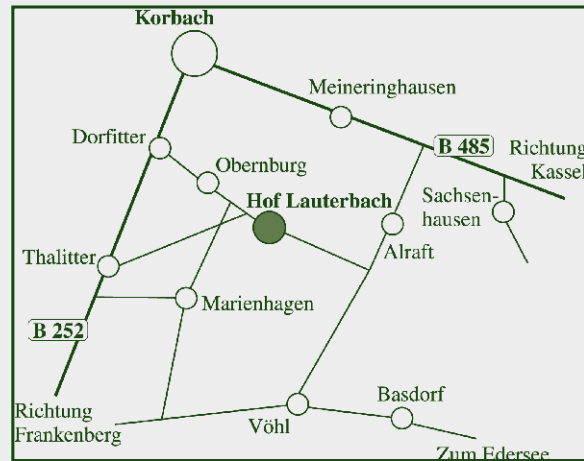 Korbach
Meineringhausen
Dorfitter
B 485
Richtung
Kassel
Obernburg
Hof Lauterbach
Sachsen-
hausen
Alraft
Thalitter
Marienhagen
B 252
Richtung
Frankenberg
Basdorf
Vöhl
Zum Edersee